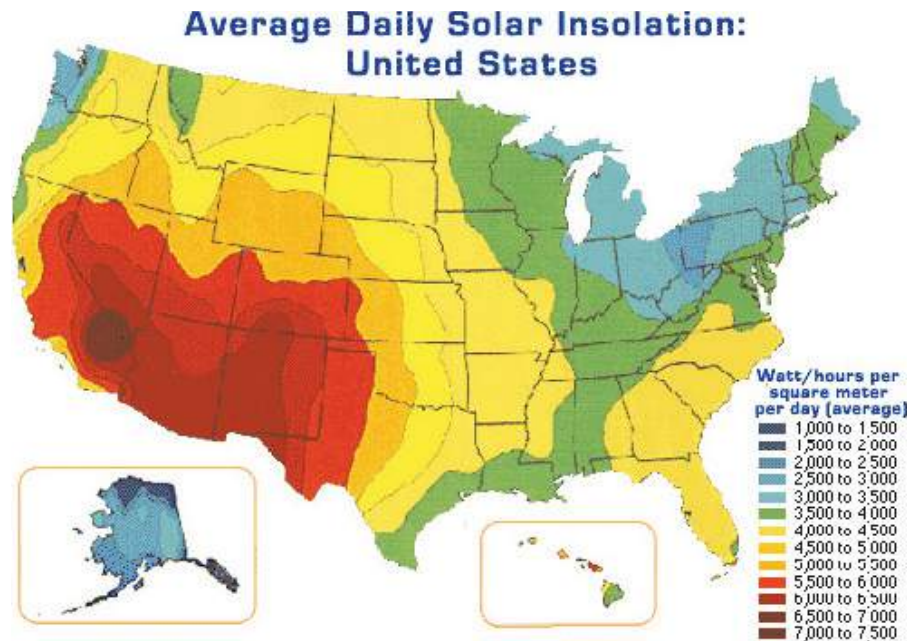 Average Daily Solar Insolation:
United States
Watt/hours per
square meter
per day (average)
1,000 to 1,500
1,500 to 2,000
2,000 to 2,500
2,500 to 3,000
3,000 to 3,500
3,500 to 4,000
4,000 to 4,500
4,500 to 5,000
5,000 to 5,500
5,500 to 6,000
6,000 to 6,500
6,500 to 7,000
7,000 to 7,500